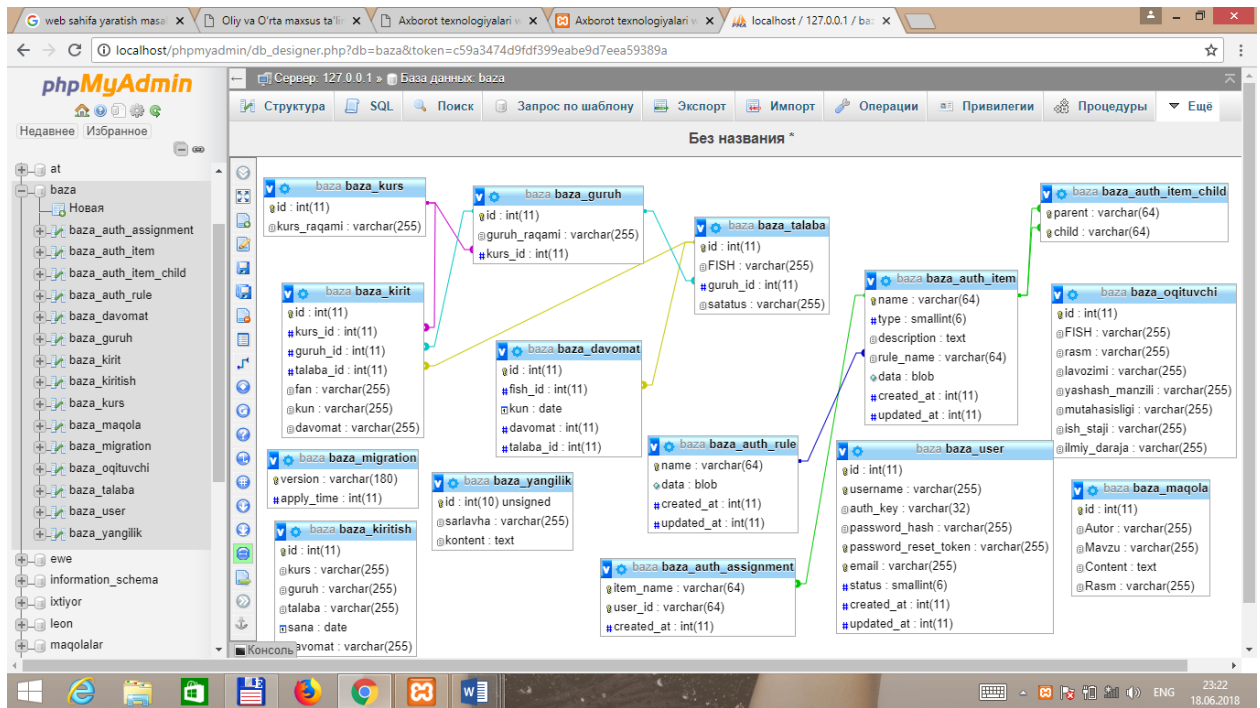 web sahifa yaratish masal
Oliy va O'rta maxsus ta'lir
Axborot texnologiyalari v
Axborot texnologiyalari v
localhost / 127.0.0.1 / baz
localhost/phpmyadmin/db_designer.php?db=baza&token=c59a3474d9fdf399eabe9d7eea59389a
phpMyAdmin
Недавнее Избранное
at
baza
Новая
baza_auth_assignment
baza_auth_item
baza_auth_item_child
baza_auth_rule
baza_davomat
baza_guruh
baza_kirit
baza_kiritish
baza_kurs
baza_maqola
baza_migration
baza_oqituvchi
baza_talaba
baza_user
baza_yangilik
ewe
information_schema
ixtiyor
leon
maqolalar
Сервер: 127.0.0.1 » База данных: baza
Структура SQL Поиск Запрос по шаблону Экспорт Импорт Операции Привилегии Процедуры Ещё
Без названия *
baza baza_kurs
id : int(11)
kurs_raqami : varchar(255)
baza baza_guruh
id : int(11)
guruh_raqami : varchar(255)
kurs_id : int(11)
baza baza_talaba
id : int(11)
FISH : varchar(255)
guruh_id : int(11)
satatus : varchar(255)
baza baza_auth_item_child
parent : varchar(64)
child : varchar(64)
baza baza_kirit
id : int(11)
kurs_id : int(11)
guruh_id : int(11)
talaba_id : int(11)
fan : varchar(255)
kun : varchar(255)
davomat : varchar(255)
baza baza_davomat
id : int(11)
fish_id : int(11)
kun : date
davomat : int(11)
talaba_id : int(11)
baza baza_auth_item
name : varchar(64)
type : smallint(6)
description : text
rule_name : varchar(64)
data : blob
created_at : int(11)
updated_at : int(11)
baza baza_oqituvchi
id : int(11)
FISH : varchar(255)
rasm : varchar(255)
lavozimi : varchar(255)
yashash_manzili : varchar(255)
mutahasisligi : varchar(255)
ish_staji : varchar(255)
ilmiy_daraja : varchar(255)
baza baza_migration
version : varchar(180)
apply_time : int(11)
baza baza_yangilik
id : int(10) unsigned
sarlavha : varchar(255)
kontent : text
baza baza_auth_rule
name : varchar(64)
data : blob
created_at : int(11)
updated_at : int(11)
baza baza_user
id : int(11)
username : varchar(255)
auth_key : varchar(32)
password_hash : varchar(255)
password_reset_token : varchar(255)
email : varchar(255)
status : smallint(6)
created_at : int(11)
updated_at : int(11)
baza baza_maqola
id : int(11)
Autor : varchar(255)
Mavzu : varchar(255)
Content : text
Rasm : varchar(255)
baza baza_kiritish
id : int(11)
kurs : varchar(255)
guruh : varchar(255)
talaba : varchar(255)
sana : date
avomat : varchar(255)
baza baza_auth_assignment
item_name : varchar(64)
user_id : varchar(64)
created_at : int(11)
Консоль
ENG
23:22
18.06.2018